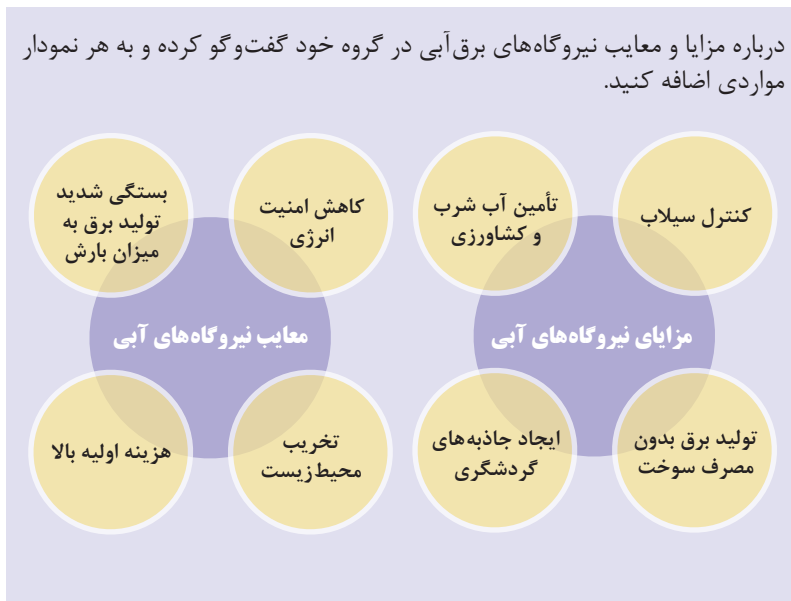 درباره مزایا و معایب نیروگاه‌های برق‌آبی در گروه خود گفت‌وگو کرده و به هر نمودار
مواردی اضافه کنید.
کنترل سیلاب
تأمین آب شرب
و کشاورزی
مزایای نیروگاه‌های آبی
تولید برق بدون
مصرف سوخت
ایجاد جاذبه‌های
گردشگری
کاهش امنیت
انرژی
بستگی شدید
تولید برق به
میزان بارش
معایب نیروگاه‌های آبی
تخریب
محیط‌زیست
هزینه اولیه بالا